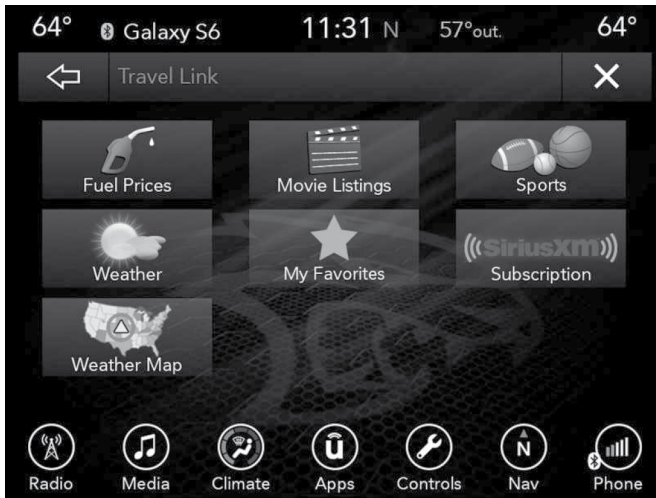 64° Galaxy S6 11:31 N 57°out. 64°
Travel Link
Fuel Prices Movie Listings Sports
Weather My Favorites ((SiriusXM)) Subscription
Weather Map
Radio Media Climate Apps Controls Nav Phone